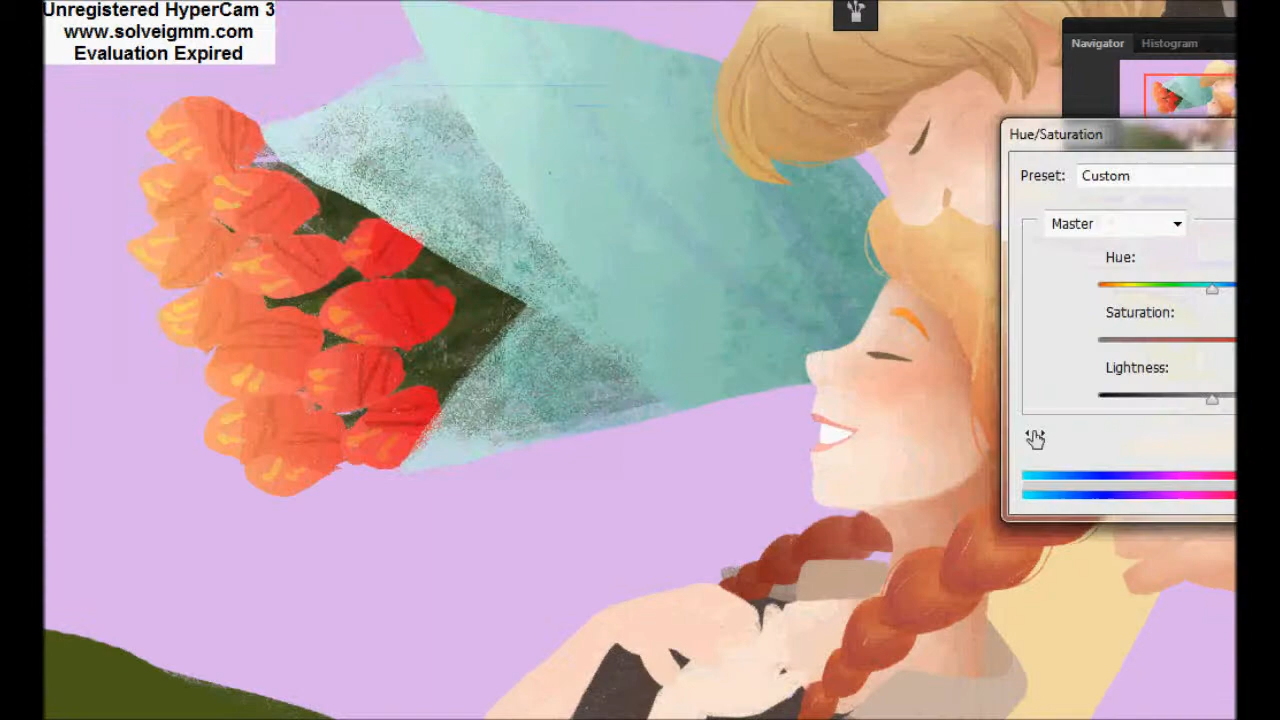 Unregistered HyperCam 3
www.solveigmm.com
Evaluation Expired
Navigator Histogram
Hue/Saturation
Preset: Custom
Master
Hue:
Saturation:
Lightness: